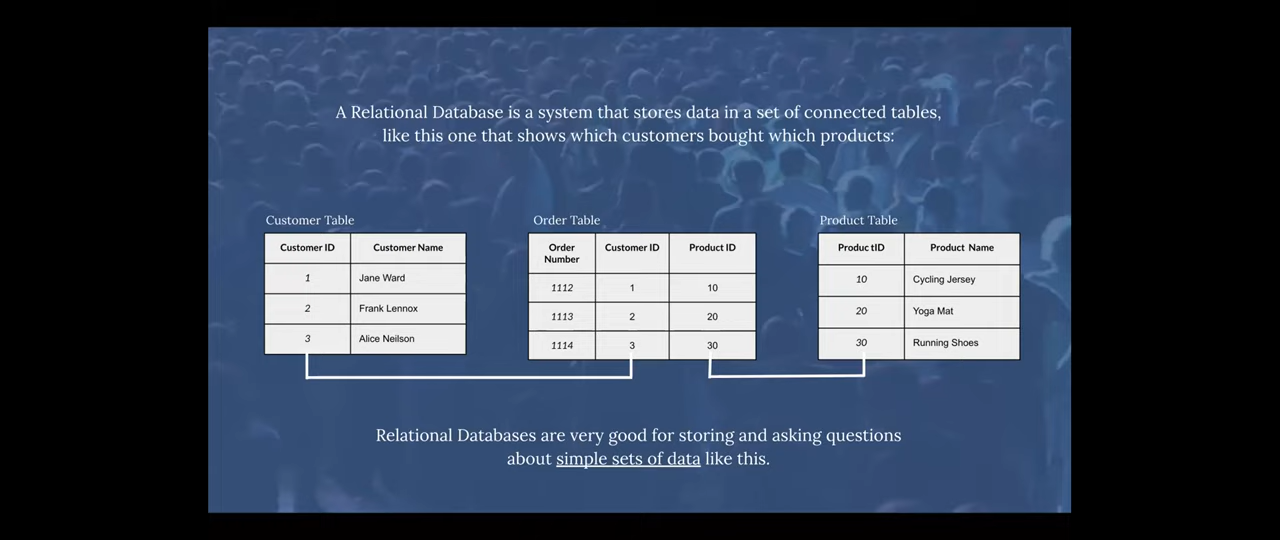 A Relational Database is a system that stores data in a set of connected tables,
like this one that shows which customers bought which products:
Customer Table
Customer ID Customer Name
1 Jane Ward
2 Frank Lennox
3 Alice Neilson
Order Table
Order Number Customer ID Product ID
1112 1 10
1113 2 20
1114 3 30
Product Table
Produc tID Product Name
10 Cycling Jersey
20 Yoga Mat
30 Running Shoes
Relational Databases are very good for storing and asking questions
about simple sets of data like this.